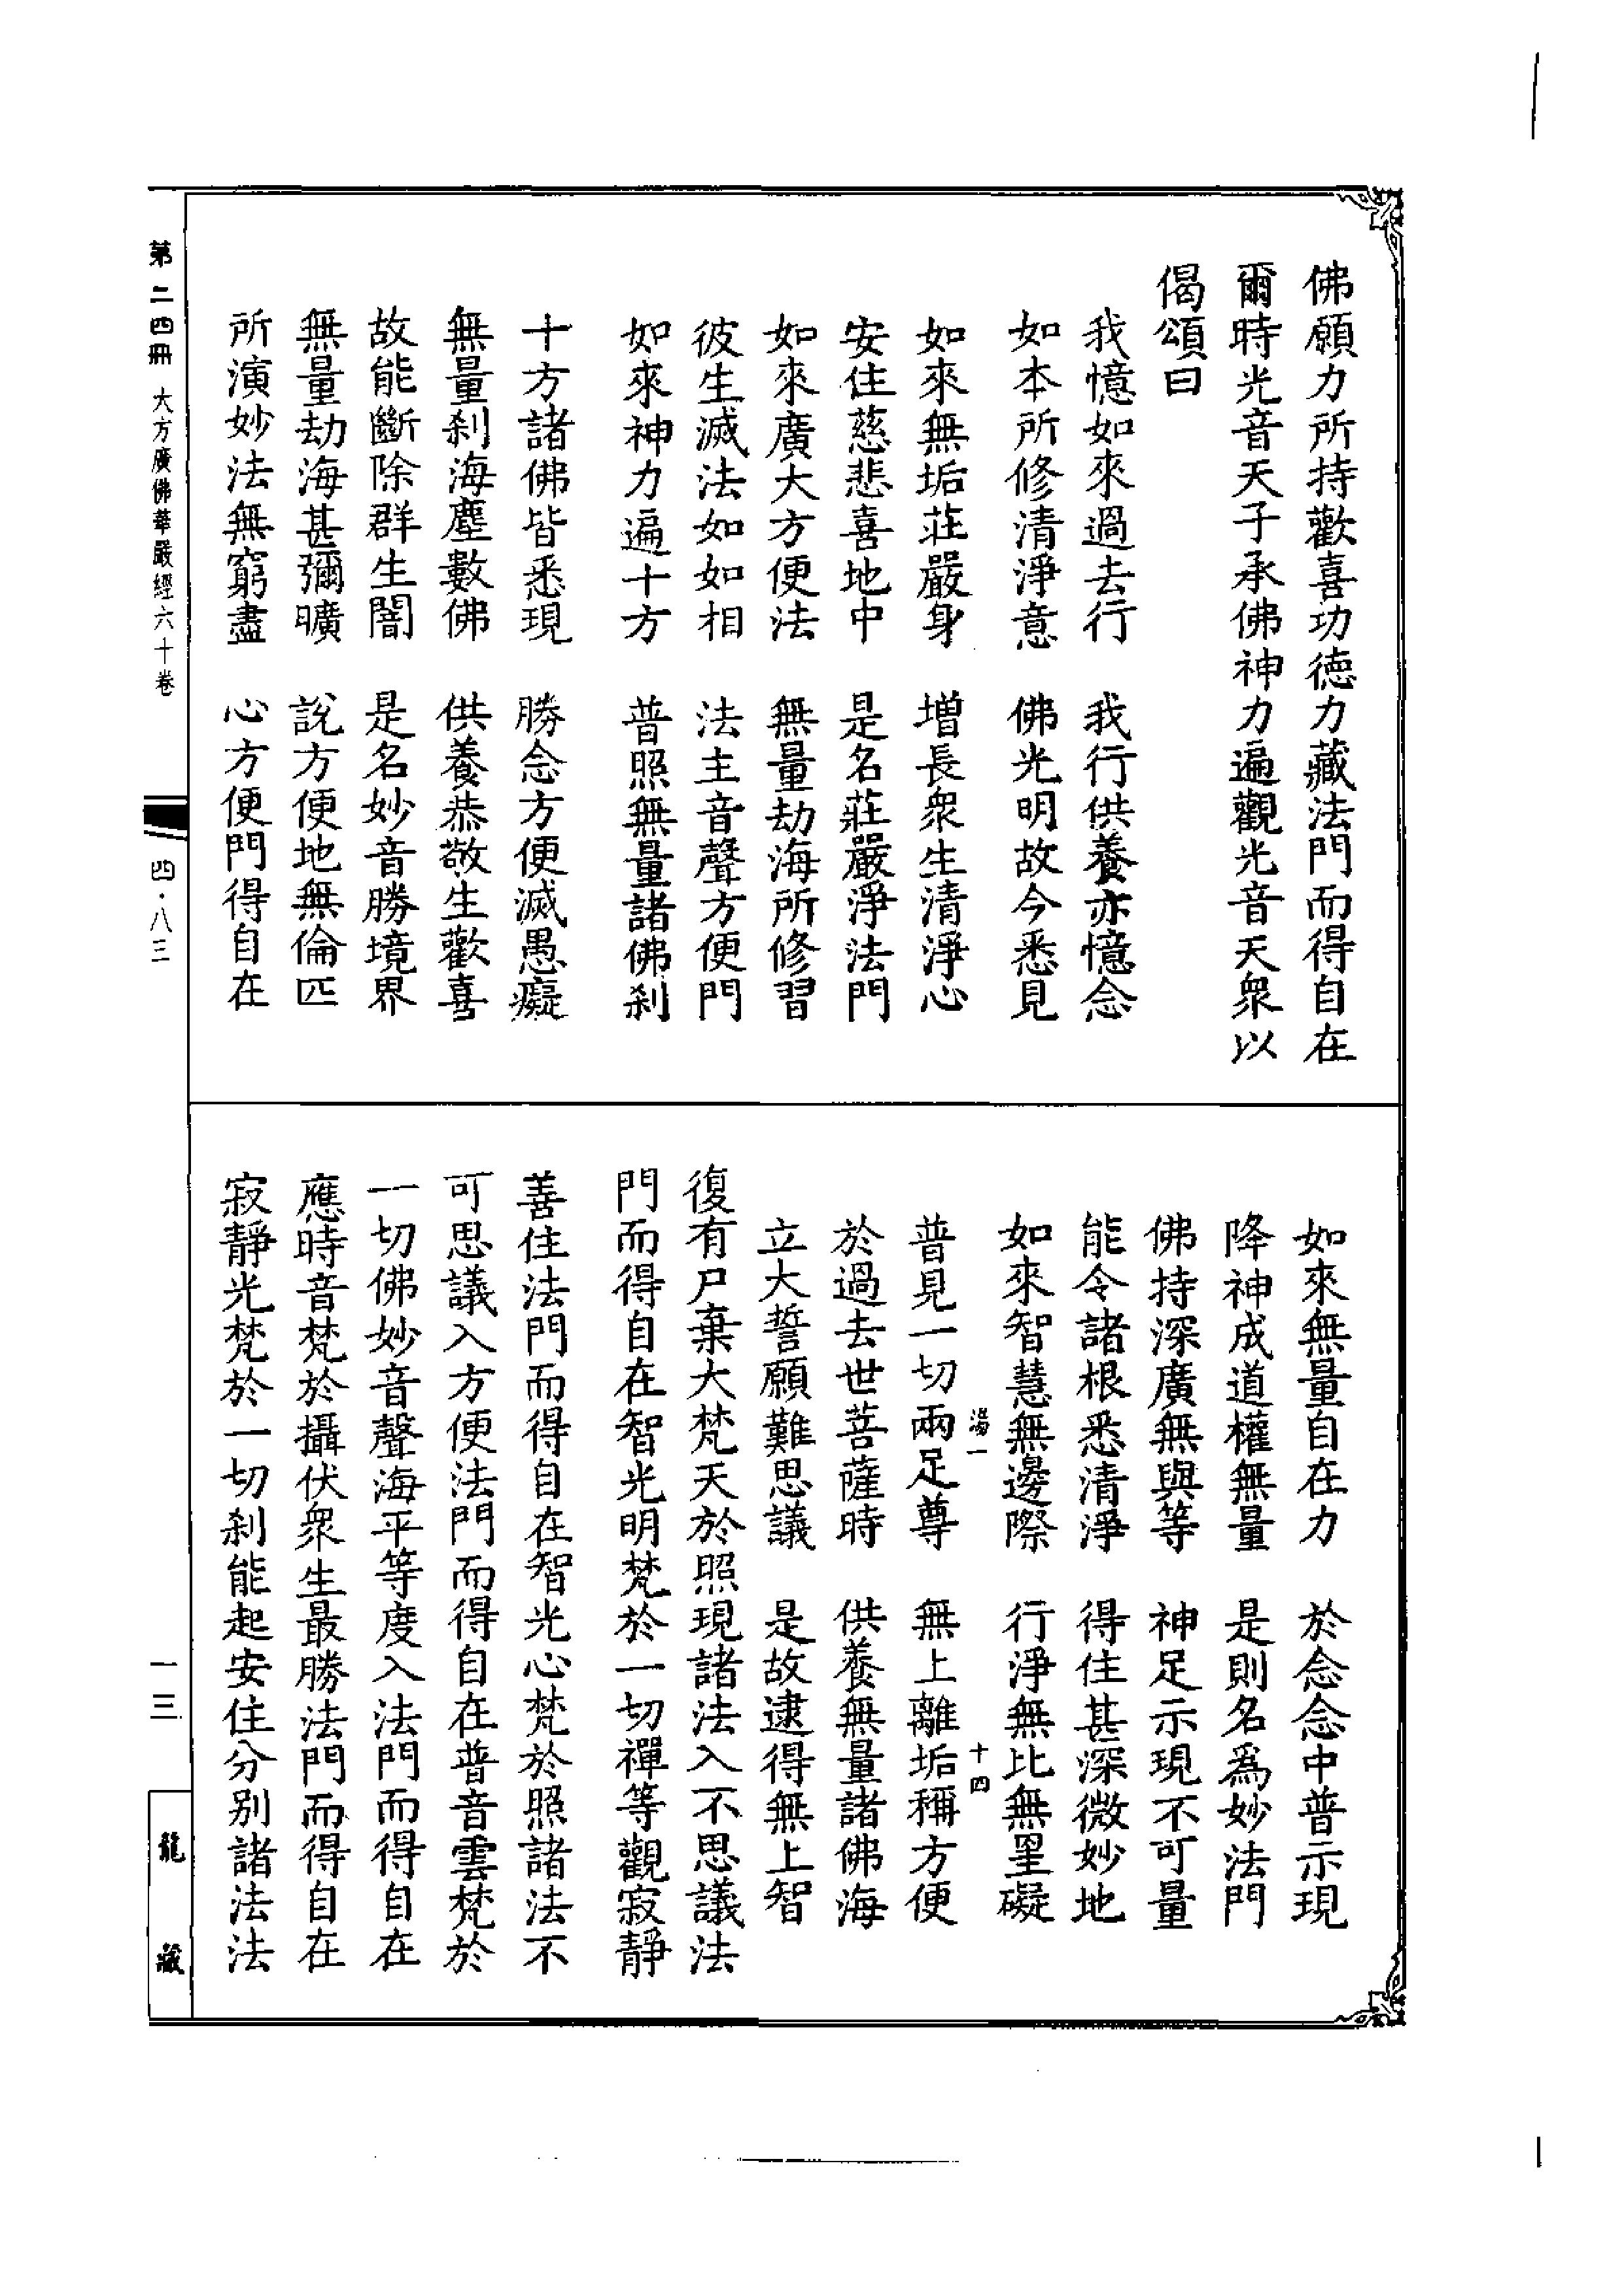 佛願力所持歡喜功德力藏法門而得自在
爾時光音天子承佛神力遍觀光音天衆以
偈頌曰
我憶如來過去行　我行供養亦憶念
如本所修清淨意　佛光明故今悉見
如來無垢莊嚴身　增長衆生清淨心
安住慈悲喜地中　是名莊嚴淨法門
如來廣大方便法　無量劫海所修習
彼生滅法如如相　法主音聲方便門
如來神力遍十方　普照無量諸佛刹
十方諸佛皆悉現　勝念方便滅愚癡
無量刹海塵數佛　供養恭敬生歡喜
故能斷除群生闇　是名妙音勝境界
無量劫海甚彌曠　說方便地無倫匹
所演妙法無窮盡　心方便門得自在
如來無量自在力　於念念中普示現
降神成道權無量　是則名爲妙法門
佛持深廣無與等　神足示現不可量
能令諸根悉清淨　得住甚深微妙地
如來智慧無邊際　行淨無比無罣礙
湯一　十四
普見一切兩足尊　無上離垢稱方便
於過去世菩薩時　供養無量諸佛海
立大誓願難思議　是故逮得無上智
復有尸棄大梵天於照現諸法入不思議法
門而得自在智光明梵於一切禪等觀寂靜
善住法門而得自在智光心梵於照諸法不
可思議入方便法門而得自在普音雲梵於
一切佛妙音聲海平等度入法門而得自在
應時音梵於攝伏衆生最勝法門而得自在
寂靜光梵於一切刹能起安住分別諸法法
第二四冊　大方廣佛華嚴經六十卷　四·八三
一三
龍藏